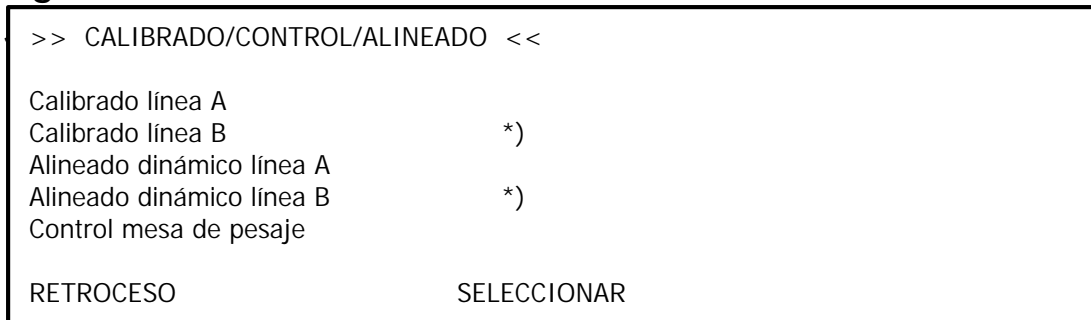 >> CALIBRADO/CONTROL/ALINEADO <<
Calibrado línea A
Calibrado línea B *)
Alineado dinámico línea A
Alineado dinámico línea B *)
Control mesa de pesaje
RETROCESO SELECCIONAR